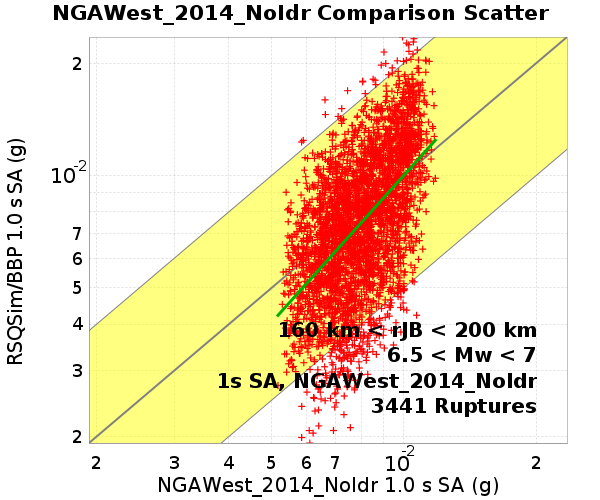 NGAWest_2014_NoIdr Comparison Scatter
RSQSim/BBP 1.0 s SA (g)
2
10-2
7
6
5
4
3
2
160 km < rJB < 200 km
6.5 < Mw < 7
1s SA, NGAWest_2014_NoIdr
3441 Ruptures
2 3 4 5 6 7 10-2 2
NGAWest_2014_NoIdr 1.0 s SA (g)